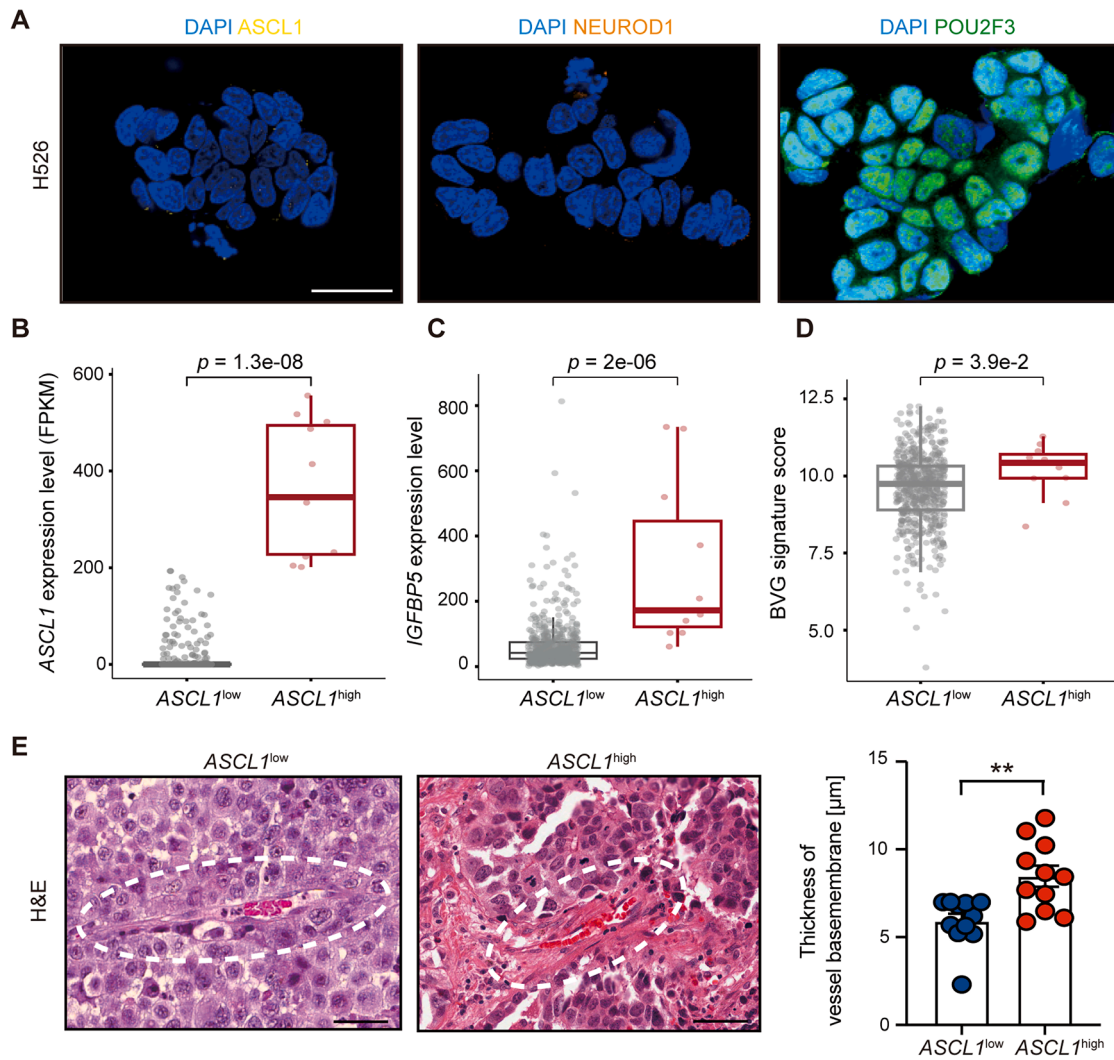 A
DAPI ASCL1
DAPI NEUROD1
DAPI POU2F3
H526
B
C
D
p = 1.3e-08
p = 2e-06
p = 3.9e-2
ASCL1 expression level (FPKM)
600
400
200
0
ASCL1low
ASCL1high
IGFBP5 expression level
800
600
400
200
0
ASCL1low
ASCL1high
BVG signature score
12.5
10.0
7.5
5.0
ASCL1low
ASCL1high
E
ASCL1low
ASCL1high
H&E
Thickness of
vessel basemembrane [µm]
15
10
5
0
**
ASCL1low
ASCL1high